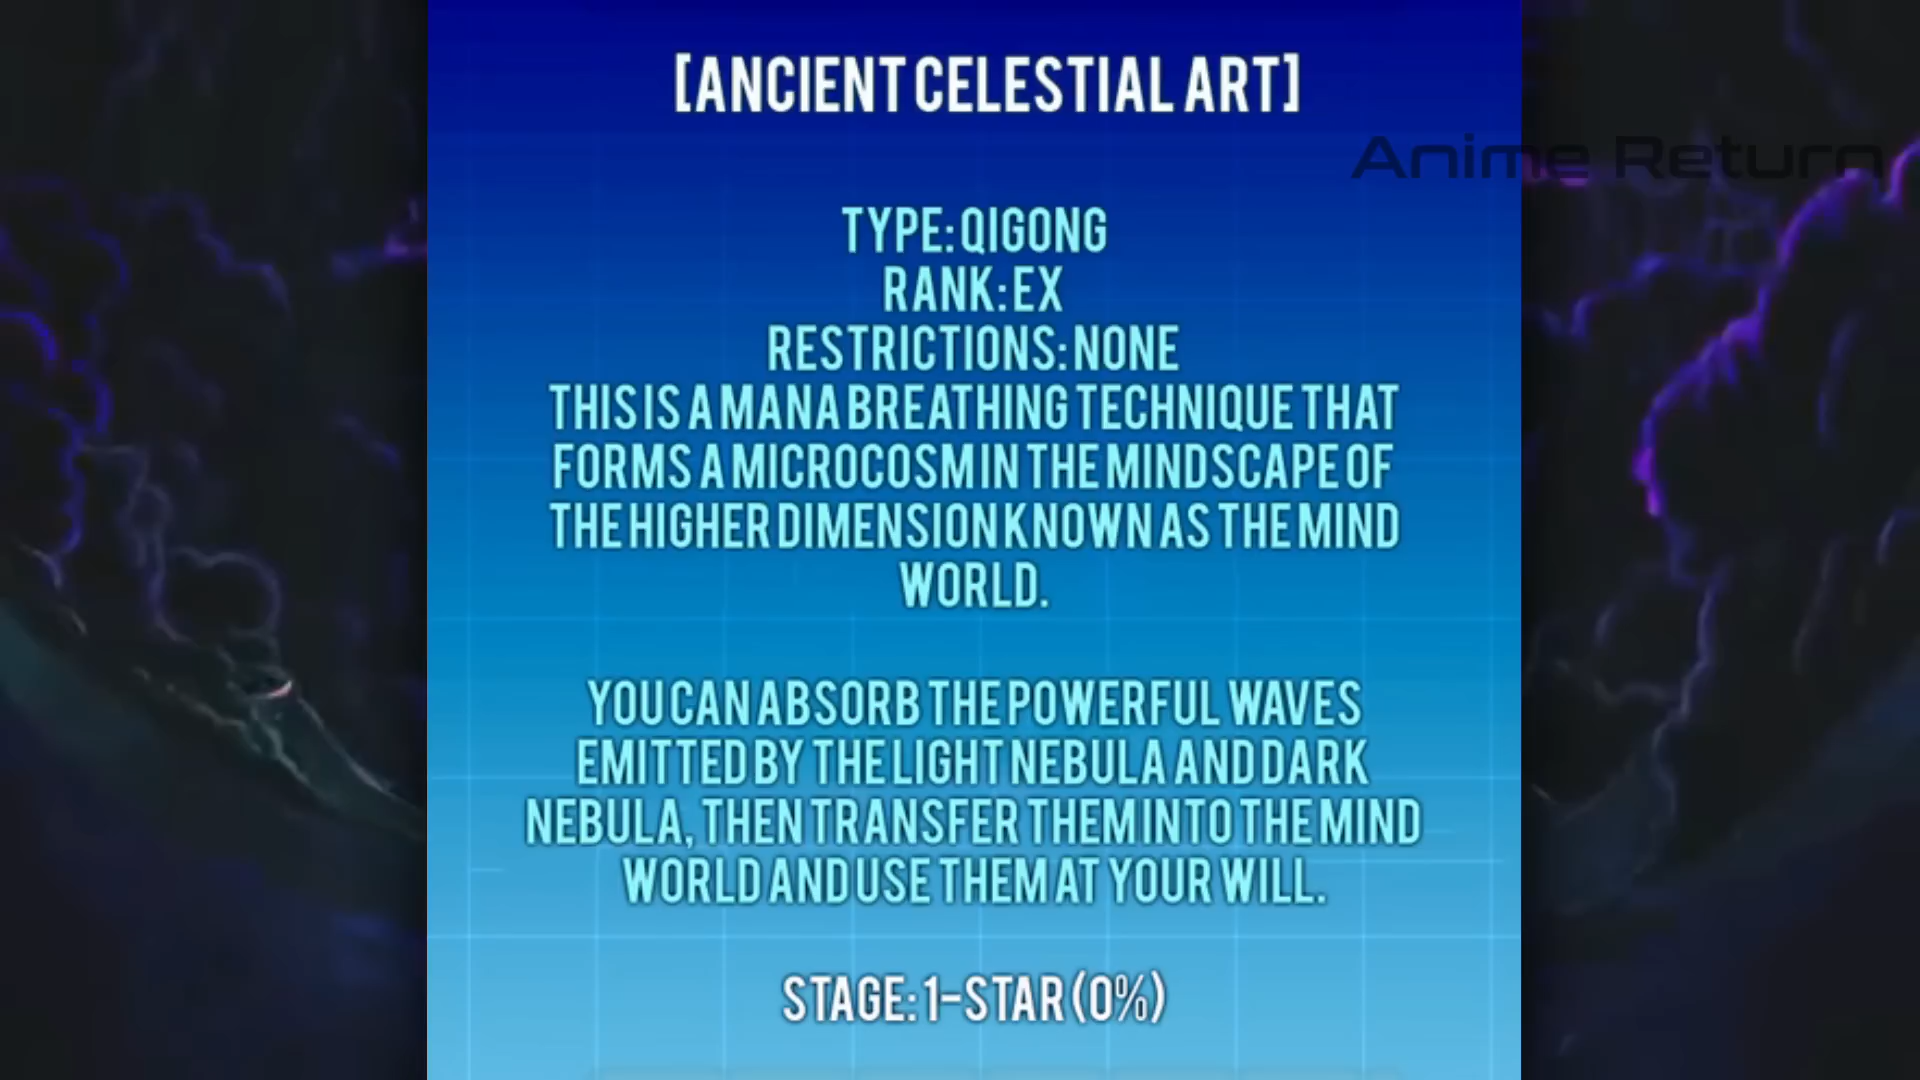 [ANCIENT CELESTIAL ART]
Anime Return
TYPE: QIGONG
RANK: EX
RESTRICTIONS: NONE
THIS IS A MANA BREATHING TECHNIQUE THAT
FORMS A MICROCOSM IN THE MINDSCAPE OF
THE HIGHER DIMENSION KNOWN AS THE MIND
WORLD.
YOU CAN ABSORB THE POWERFUL WAVES
EMITTED BY THE LIGHT NEBULA AND DARK
NEBULA, THEN TRANSFER THEM INTO THE MIND
WORLD AND USE THEM AT YOUR WILL.
STAGE: 1-STAR (0%)